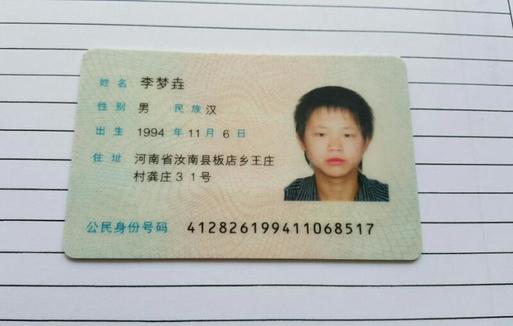 姓名 李梦垚
性别 男 民族 汉
出生 1994 年 11 月 6 日
住址 河南省汝南县板店乡王庄
村龚庄31号
公民身份号码 412826199411068517